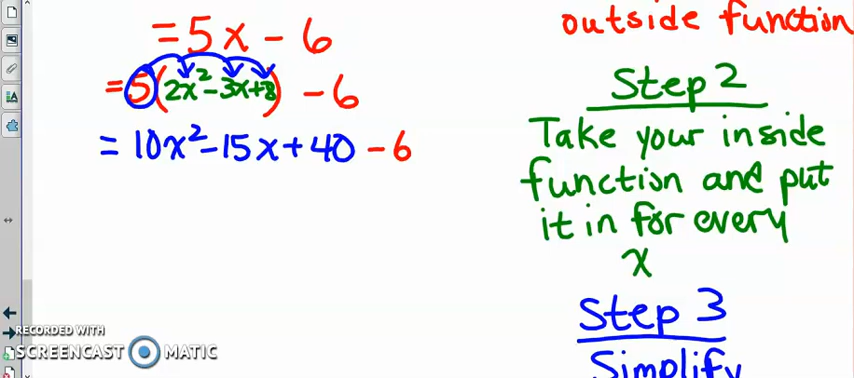 = 5x - 6
= 5(2x² - 3x + 8) - 6
= 10x² - 15x + 40 - 6
outside function
Step 2
Take your inside
function and put
it in for every
x
Step 3
Simplify
RECORDED WITH
SCREENCAST O MATIC